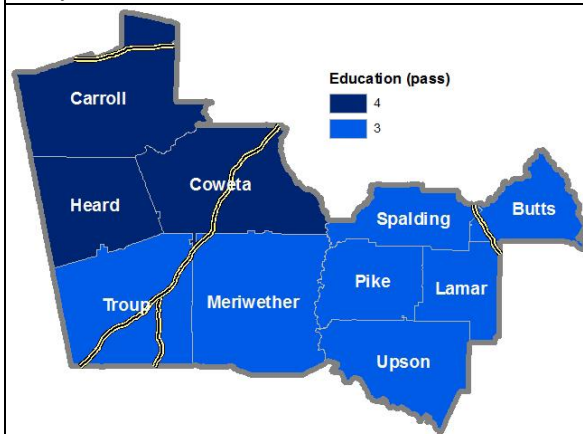 Education (pass)
4
3
Carroll
Heard
Coweta
Spalding
Butts
Troup
Meriwether
Pike
Lamar
Upson